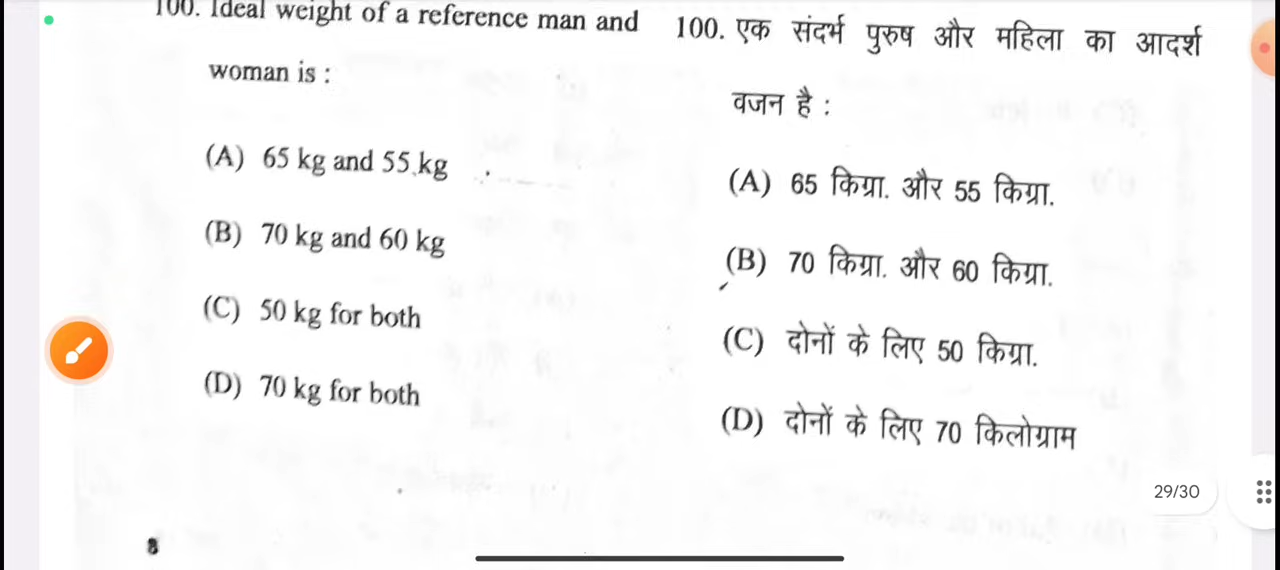 100. Ideal weight of a reference man and
woman is :
(A) 65 kg and 55 kg
(B) 70 kg and 60 kg
(C) 50 kg for both
(D) 70 kg for both
8
100. एक संदर्भ पुरुष और महिला का आदर्श
वजन है :
(A) 65 किग्रा. और 55 किग्रा.
(B) 70 किग्रा. और 60 किग्रा.
(C) दोनों के लिए 50 किग्रा.
(D) दोनों के लिए 70 किलोग्राम
29/30